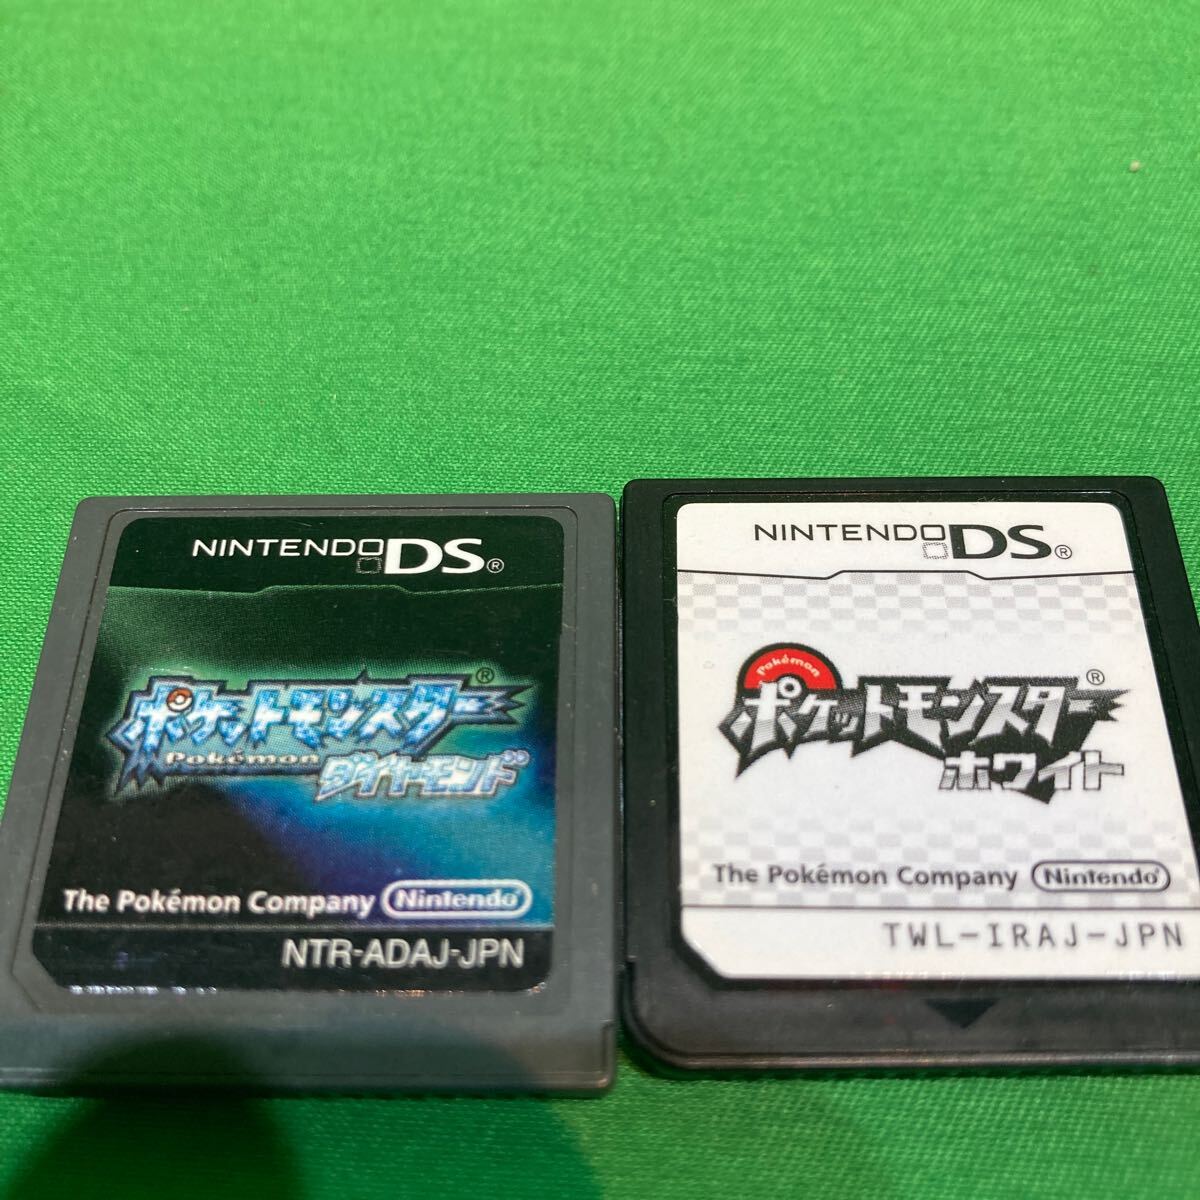 NINTENDO DS®
ポケットモンスター®
Pokémon
ダイヤモンド
The Pokémon Company Nintendo
NTR-ADAJ-JPN
NINTENDO DS®
Pokémon
ポケットモンスター®
ホワイト
The Pokémon Company Nintendo®
TWL-IRAJ-JPN